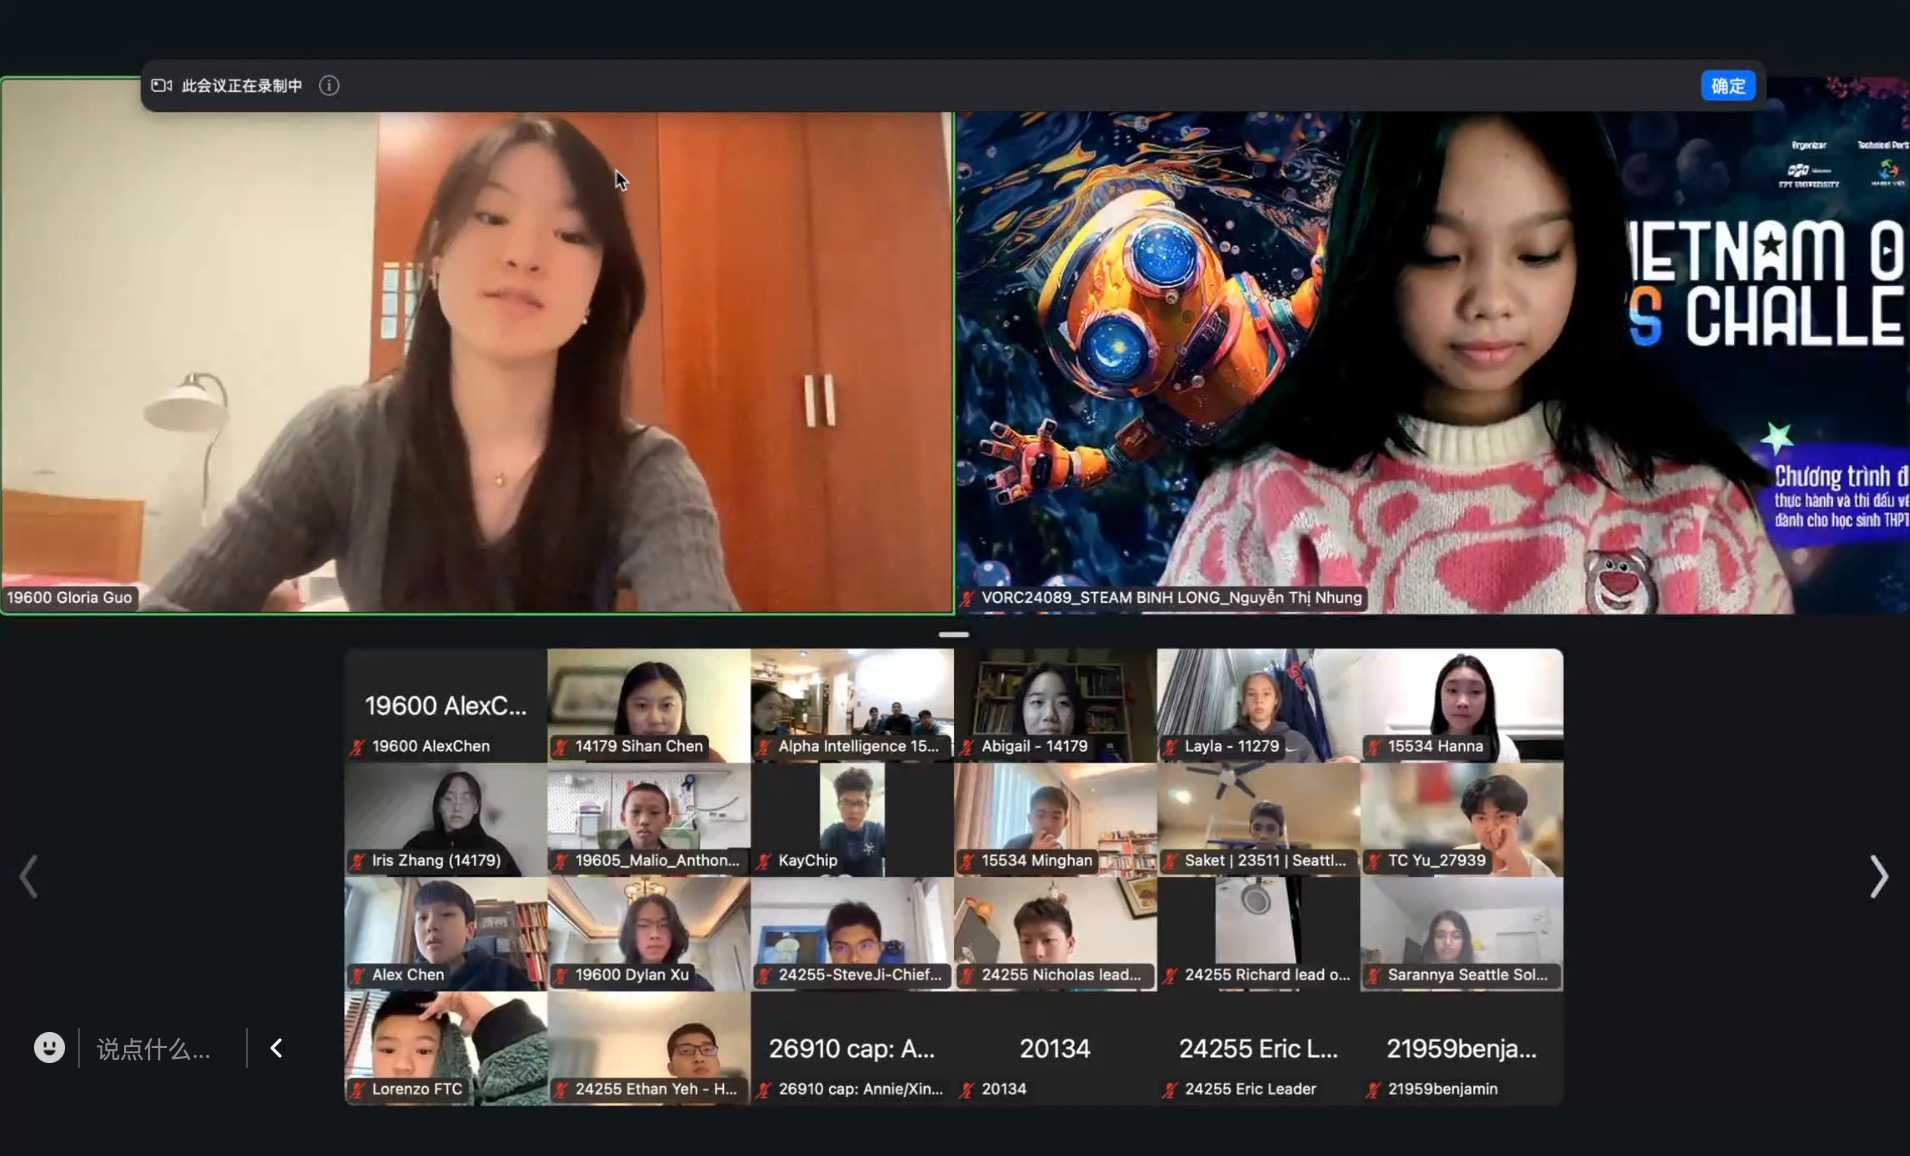 此会议正在录制中
确定
Organizer
FPT UNIVERSITY
IETNAM O
S CHALLE
Chương trình đ
thực hành và thi đấu v
dành cho học sinh THPT
19600 Gloria Guo
VORC24089_STEAM BINH LONG_Nguyễn Thị Nhung
19600 AlexC...
19600 AlexChen
14179 Sihan Chen
Alpha Intelligence 15...
Abigail - 14179
Layla - 11279
15534 Hanna
Iris Zhang (14179)
19605_Malio_Anthon...
KayChip
15534 Minghan
Saket | 23511 | Seattl...
TC Yu_27939
Alex Chen
19600 Dylan Xu
24255-SteveJi-Chief...
24255 Nicholas lead...
24255 Richard lead o...
Sarannya Seattle Sol...
Lorenzo FTC
24255 Ethan Yeh - H...
26910 cap: A...
26910 cap: Annie/Xin...
20134
20134
24255 Eric L...
24255 Eric Leader
21959benja...
21959benjamin
说点什么...